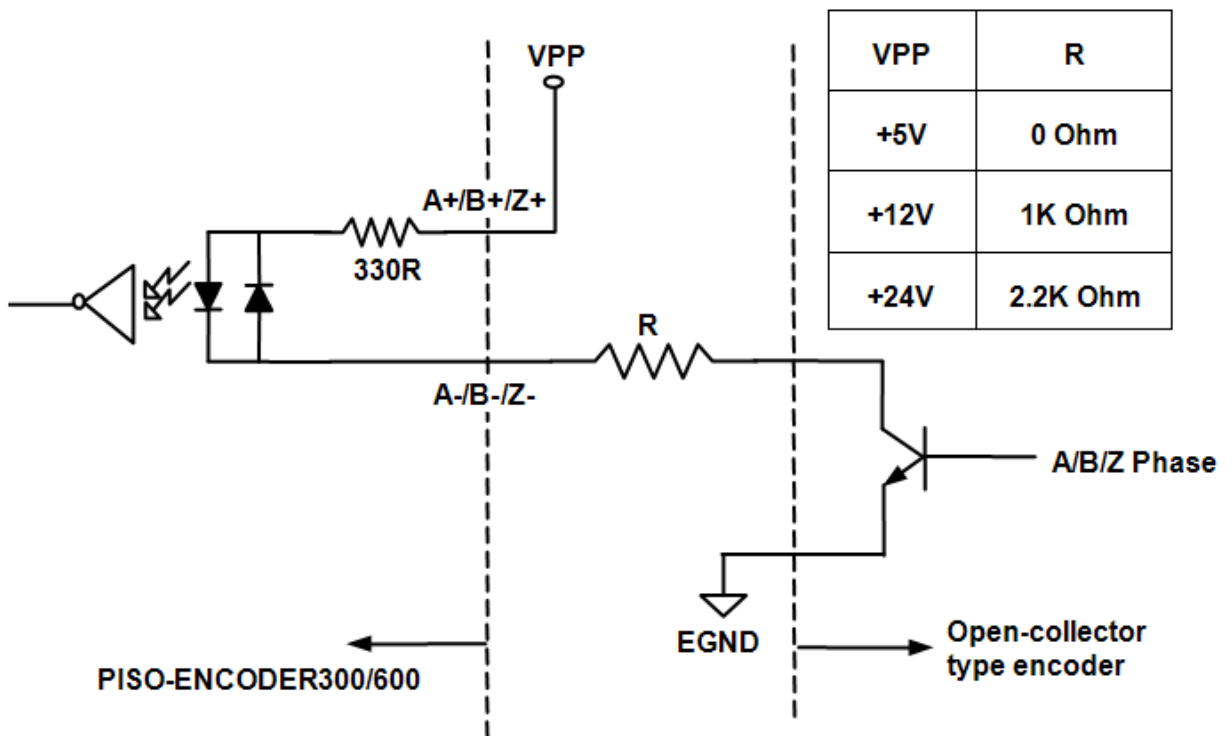 VPP
A+/B+/Z+
330R
R
A-/B-/Z-
A/B/Z Phase
EGND
PISO-ENCODER300/600
Open-collector
type encoder
VPP R
+5V 0 Ohm
+12V 1K Ohm
+24V 2.2K Ohm